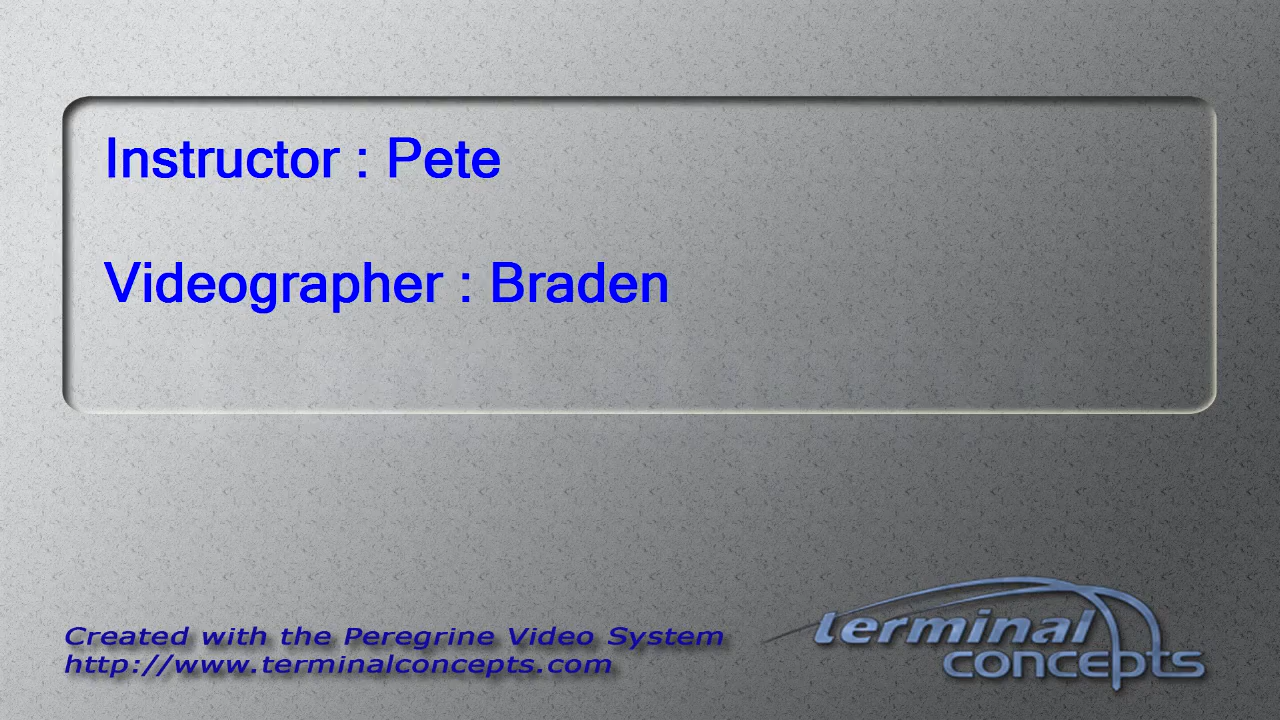 Instructor : Pete
Videographer : Braden
Created with the Peregrine Video System
http://www.terminalconcepts.com
terminal
concepts